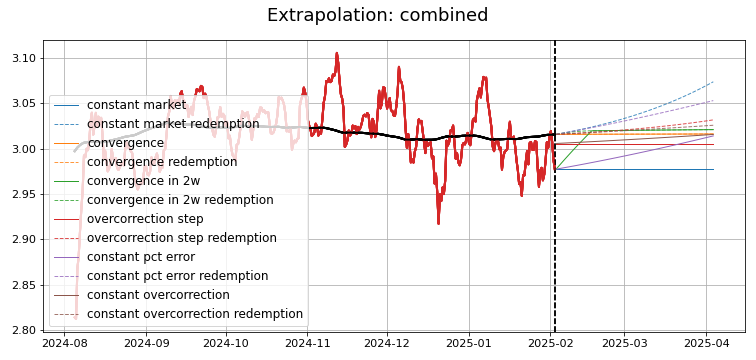 Extrapolation: combined
3.10
3.05
3.00
2.95
2.90
2.85
2.80
constant market
constant market redemption
convergence
convergence redemption
convergence in 2w
convergence in 2w redemption
overcorrection step
overcorrection step redemption
constant pct error
constant pct error redemption
constant overcorrection
constant overcorrection redemption
2024-08 2024-09 2024-10 2024-11 2024-12 2025-01 2025-02 2025-03 2025-04